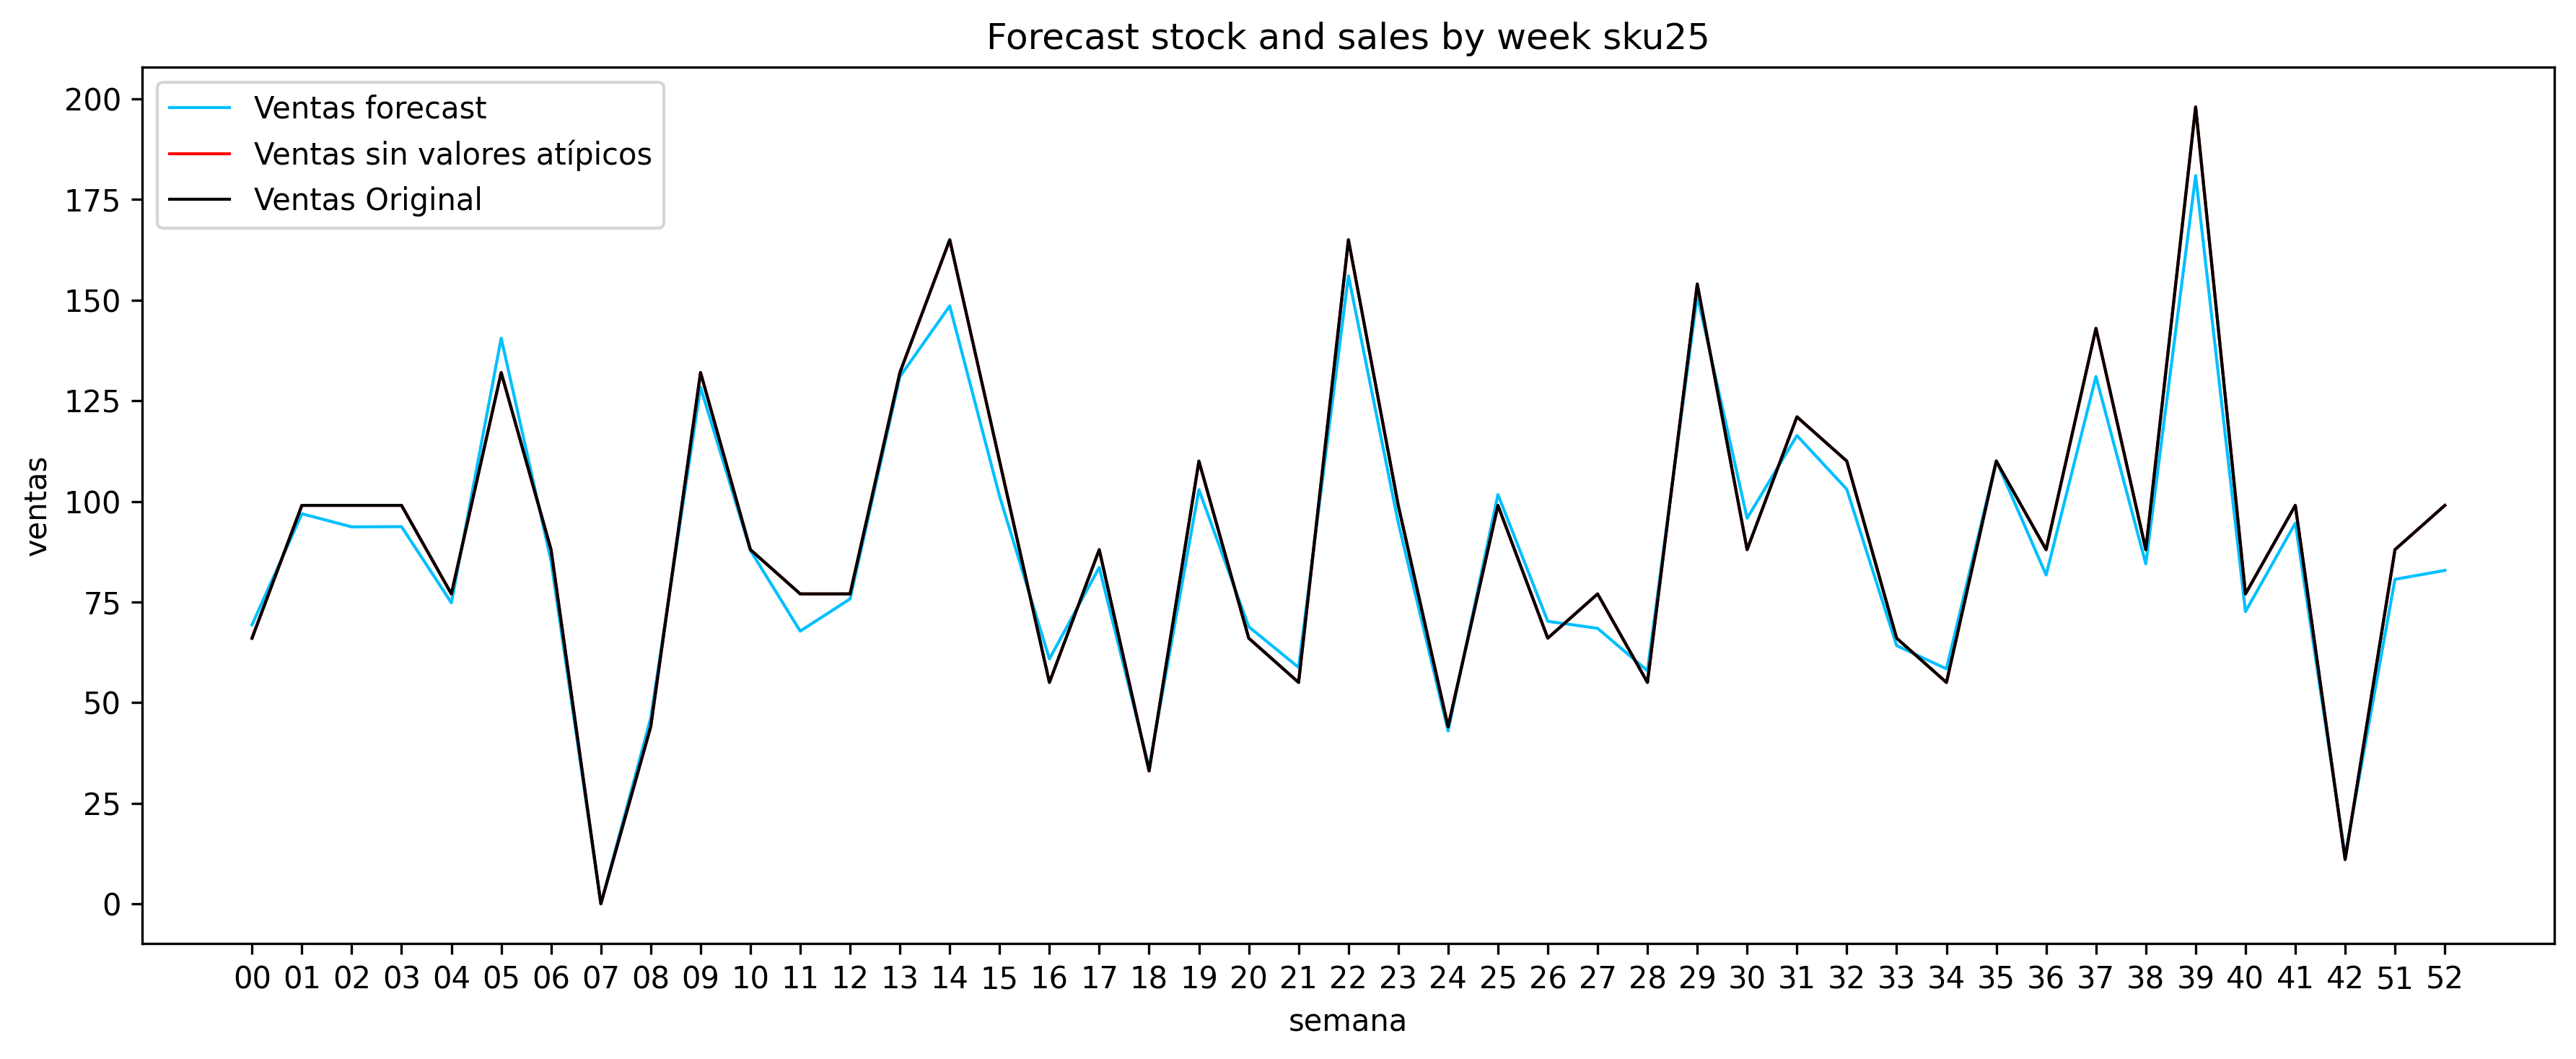 Forecast stock and sales by week sku25
Ventas forecast
Ventas sin valores atípicos
Ventas Original
200
175
150
125
100
75
50
25
0
ventas
00 01 02 03 04 05 06 07 08 09 10 11 12 13 14 15 16 17 18 19 20 21 22 23 24 25 26 27 28 29 30 31 32 33 34 35 36 37 38 39 40 41 42 51 52
semana